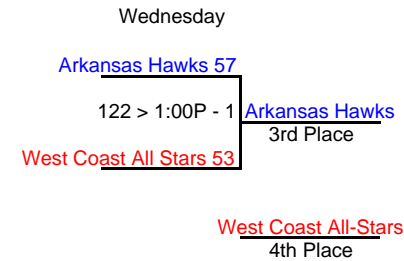 Wednesday
Arkansas Hawks 57
122 > 1:00P - 1
Arkansas Hawks
3rd Place
West Coast All Stars 53
West Coast All-Stars
4th Place